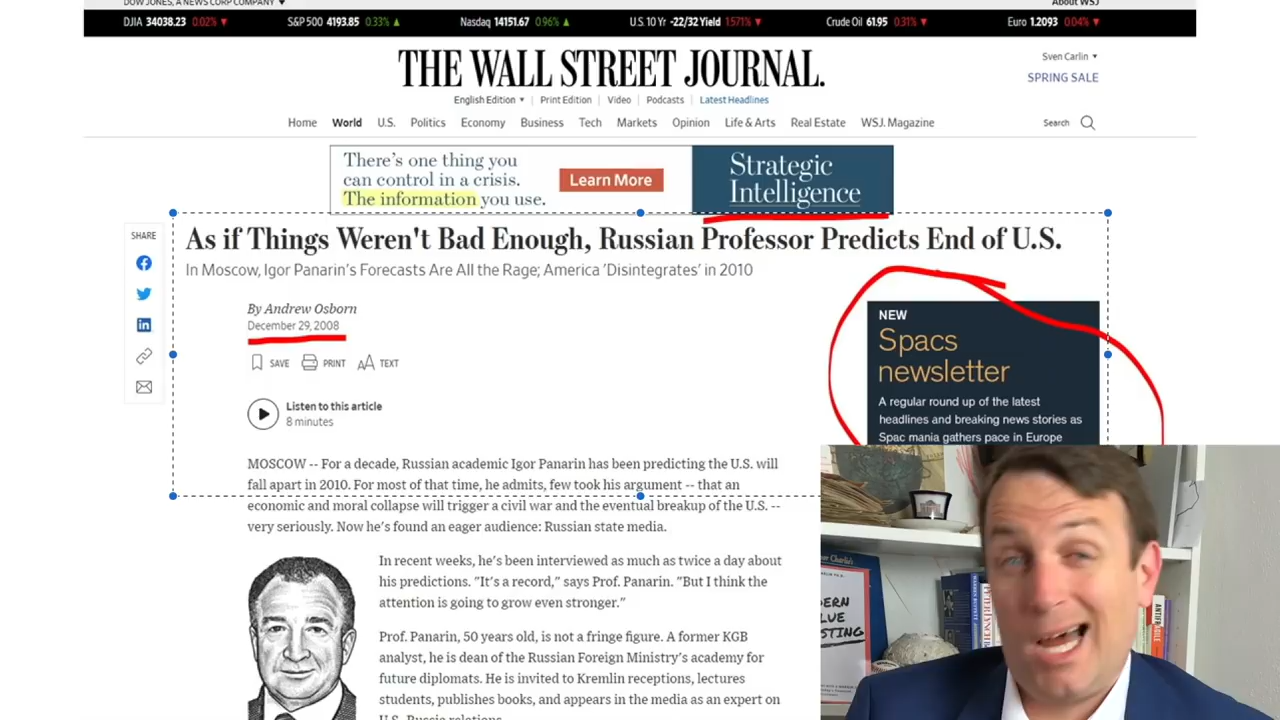 DOW JONES, A NEWS CORP COMPANY ▼
About WSJ
DJIA 34038.23 0.02% ▼ S&P 500 4193.85 0.33% ▲ Nasdaq 14151.67 0.96% ▲ U.S. 10 Yr -22/32 Yield 1.571% ▼ Crude Oil 61.95 0.31% ▼ Euro 1.2093 0.04% ▼
THE WALL STREET JOURNAL.
Sven Carlin ▼
SPRING SALE
English Edition ▼ | Print Edition | Video | Podcasts | Latest Headlines
Home World U.S. Politics Economy Business Tech Markets Opinion Life & Arts Real Estate WSJ. Magazine Search
There's one thing you
can control in a crisis.
The information you use.
Learn More
Strategic
Intelligence
SHARE
As if Things Weren't Bad Enough, Russian Professor Predicts End of U.S.
In Moscow, Igor Panarin's Forecasts Are All the Rage; America 'Disintegrates' in 2010
By Andrew Osborn
December 29, 2008
SAVE PRINT AA TEXT
Listen to this article
8 minutes
NEW
Spacs
newsletter
A regular round up of the latest
headlines and breaking news stories as
Spac mania gathers pace in Europe
MOSCOW -- For a decade, Russian academic Igor Panarin has been predicting the U.S. will
fall apart in 2010. For most of that time, he admits, few took his argument -- that an
economic and moral collapse will trigger a civil war and the eventual breakup of the U.S. --
very seriously. Now he's found an eager audience: Russian state media.
In recent weeks, he's been interviewed as much as twice a day about
his predictions. "It's a record," says Prof. Panarin. "But I think the
attention is going to grow even stronger."
Prof. Panarin, 50 years old, is not a fringe figure. A former KGB
analyst, he is dean of the Russian Foreign Ministry's academy for
future diplomats. He is invited to Kremlin receptions, lectures
students, publishes books, and appears in the media as an expert on
U.S.-Russia relations.